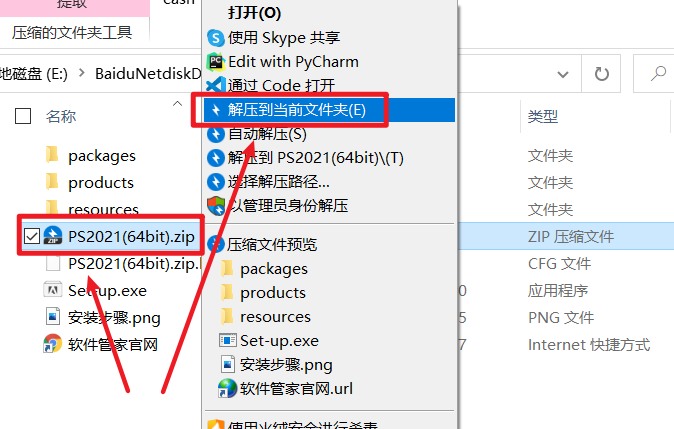 提取
cash
压缩的文件夹工具
地磁盘 (E:) > BaiduNetdiskD
名称
类型
packages
文件夹
products
文件夹
resources
文件夹
PS2021(64bit).zip
ZIP 压缩文件
PS2021(64bit).zip.
CFG 文件
Set-up.exe
0
应用程序
安装步骤.png
5
PNG 文件
软件管家官网
7
Internet 快捷方式
打开(O)
使用 Skype 共享
Edit with PyCharm
通过 Code 打开
解压到当前文件夹(E)
自动解压(S)
解压到 PS2021(64bit)\(T)
选择解压路径...
以管理员身份解压
压缩文件预览
packages
products
resources
Set-up.exe
安装步骤.png
软件管家官网.url
使用火绒安全进行杀毒